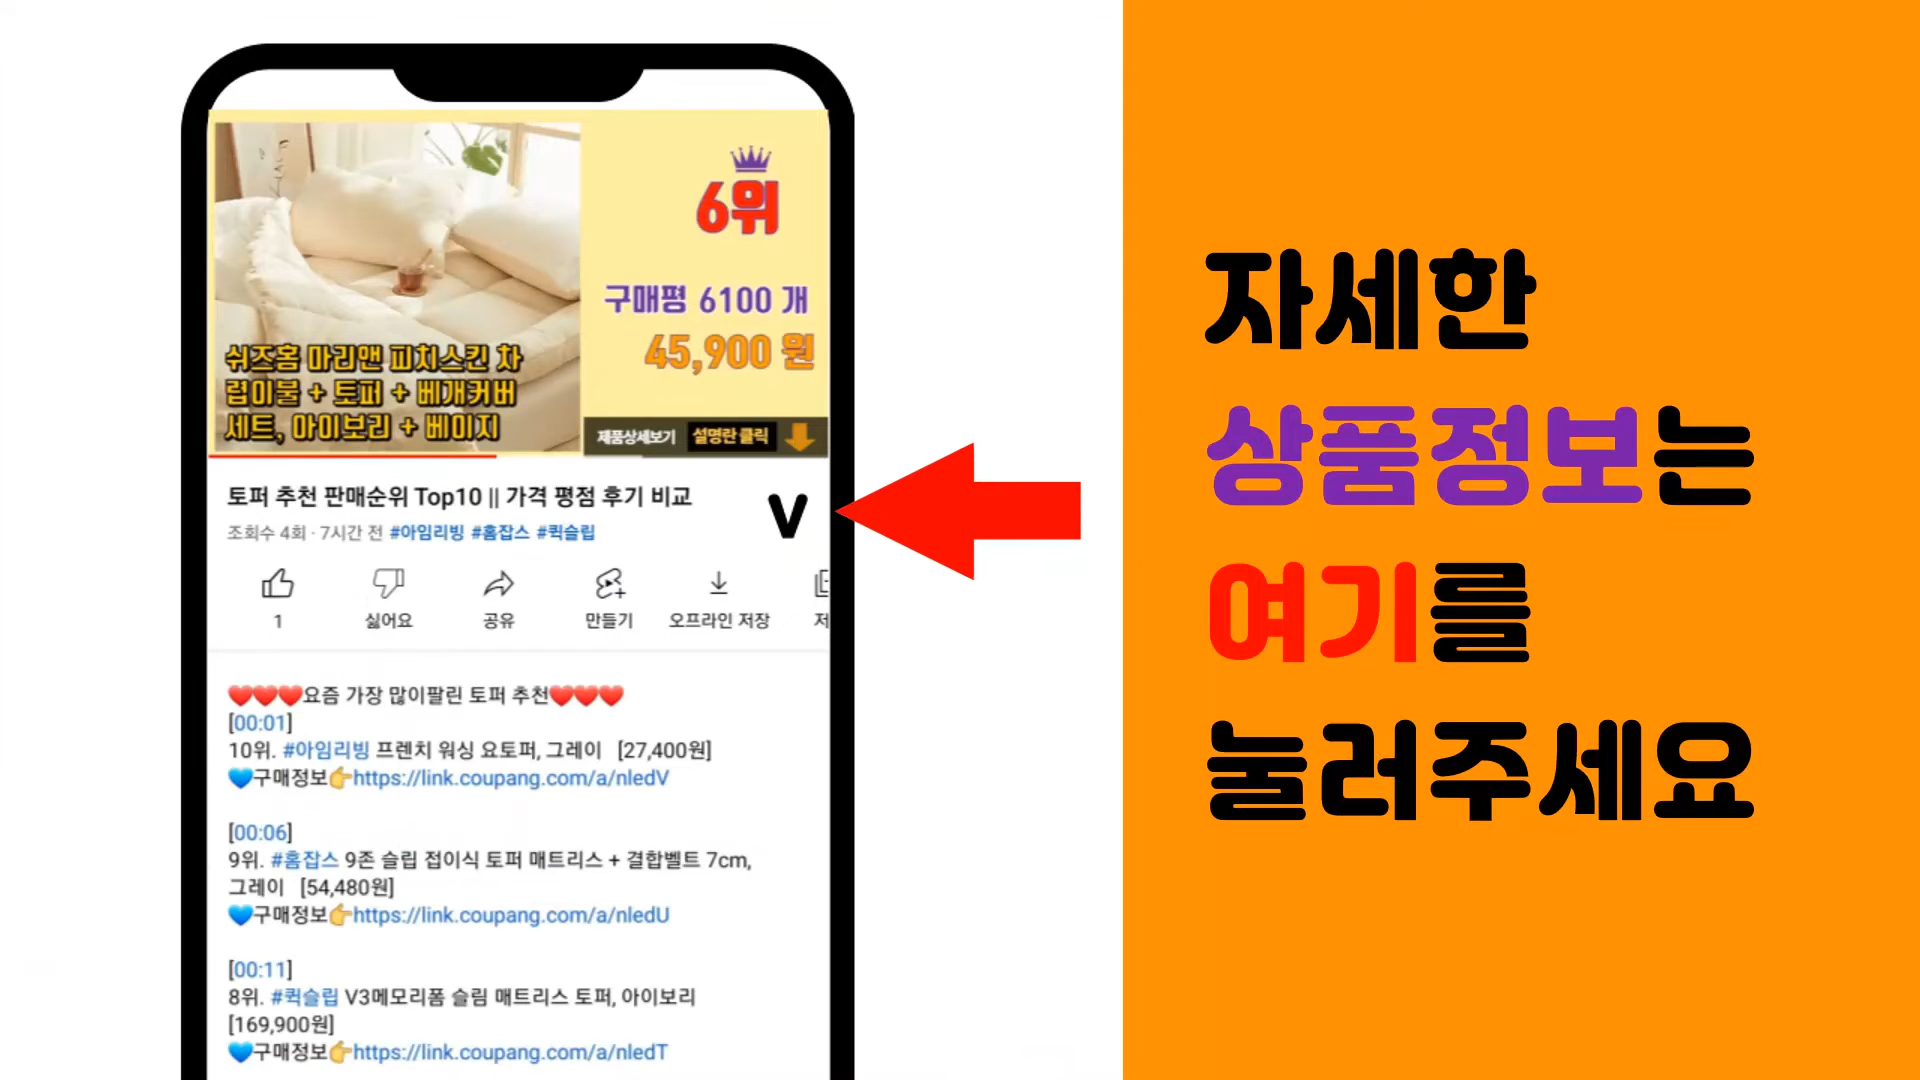 6위
구매평 6100 개
45,900 원
쉬즈홈 마리앤 피치스킨 차
렵이불 + 토퍼 + 베개커버
세트, 아이보리 + 베이지
제품상세보기 설명란 클릭
토퍼 추천 판매순위 Top10 || 가격 평점 후기 비교
V
조회수 4회 · 7시간 전 #아임리빙 #홈잡스 #퀵슬립
1 싫어요 공유 만들기 오프라인 저장 저
❤️❤️❤️요즘 가장 많이팔린 토퍼 추천❤️❤️❤️
[00:01]
10위. #아임리빙 프렌치 워싱 요토퍼, 그레이 [27,400원]
💙구매정보👉https://link.coupang.com/a/nledV
[00:06]
9위. #홈잡스 9존 슬립 접이식 토퍼 매트리스 + 결합벨트 7cm,
그레이 [54,480원]
💙구매정보👉https://link.coupang.com/a/nledU
[00:11]
8위. #퀵슬립 V3메모리폼 슬림 매트리스 토퍼, 아이보리
[169,900원]
💙구매정보👉https://link.coupang.com/a/nledT
자세한
상품정보는
여기를
눌러주세요